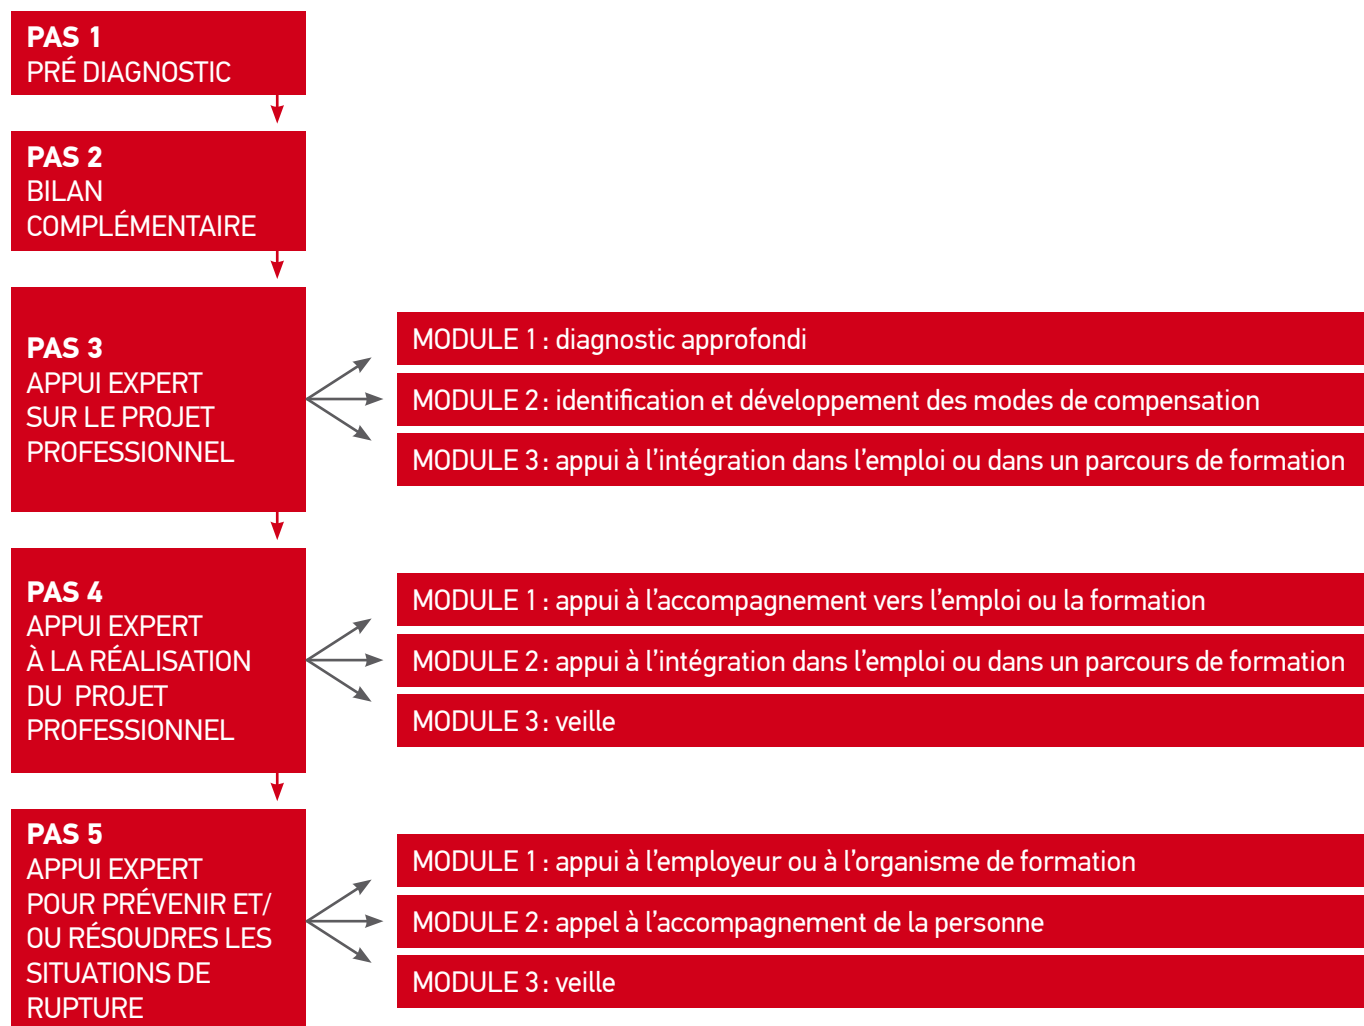 PAS 1
PRÉ DIAGNOSTIC
PAS 2
BILAN
COMPLÉMENTAIRE
PAS 3
APPUI EXPERT
SUR LE PROJET
PROFESSIONNEL
MODULE 1 : diagnostic approfondi
MODULE 2 : identification et développement des modes de compensation
MODULE 3 : appui à l’intégration dans l’emploi ou dans un parcours de formation
PAS 4
APPUI EXPERT
À LA RÉALISATION
DU PROJET
PROFESSIONNEL
MODULE 1 : appui à l’accompagnement vers l’emploi ou la formation
MODULE 2 : appui à l’intégration dans l’emploi ou dans un parcours de formation
MODULE 3 : veille
PAS 5
APPUI EXPERT
POUR PRÉVENIR ET/
OU RÉSOUDRES LES
SITUATIONS DE
RUPTURE
MODULE 1 : appui à l’employeur ou à l’organisme de formation
MODULE 2 : appel à l’accompagnement de la personne
MODULE 3 : veille